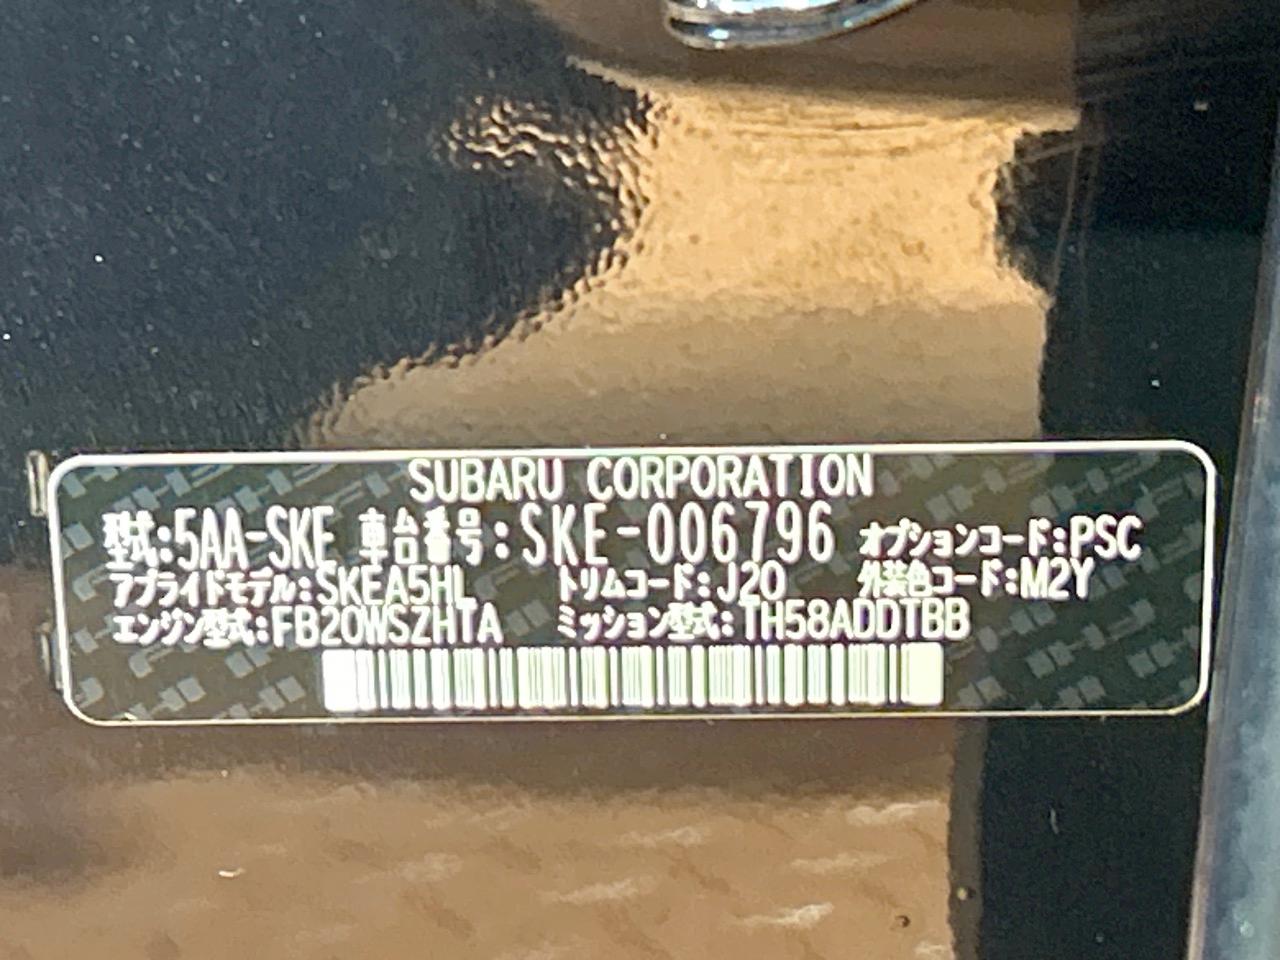 SUBARU CORPORATION
型式:5AA-SKE 車台番号:SKE-006796 オプションコード:PSC
アプライドモデル:SKEA5HL トリムコード:J20 外装色コード:M2Y
エンジン型式:FB20WSZHTA ミッション型式:TH58ADDTBB